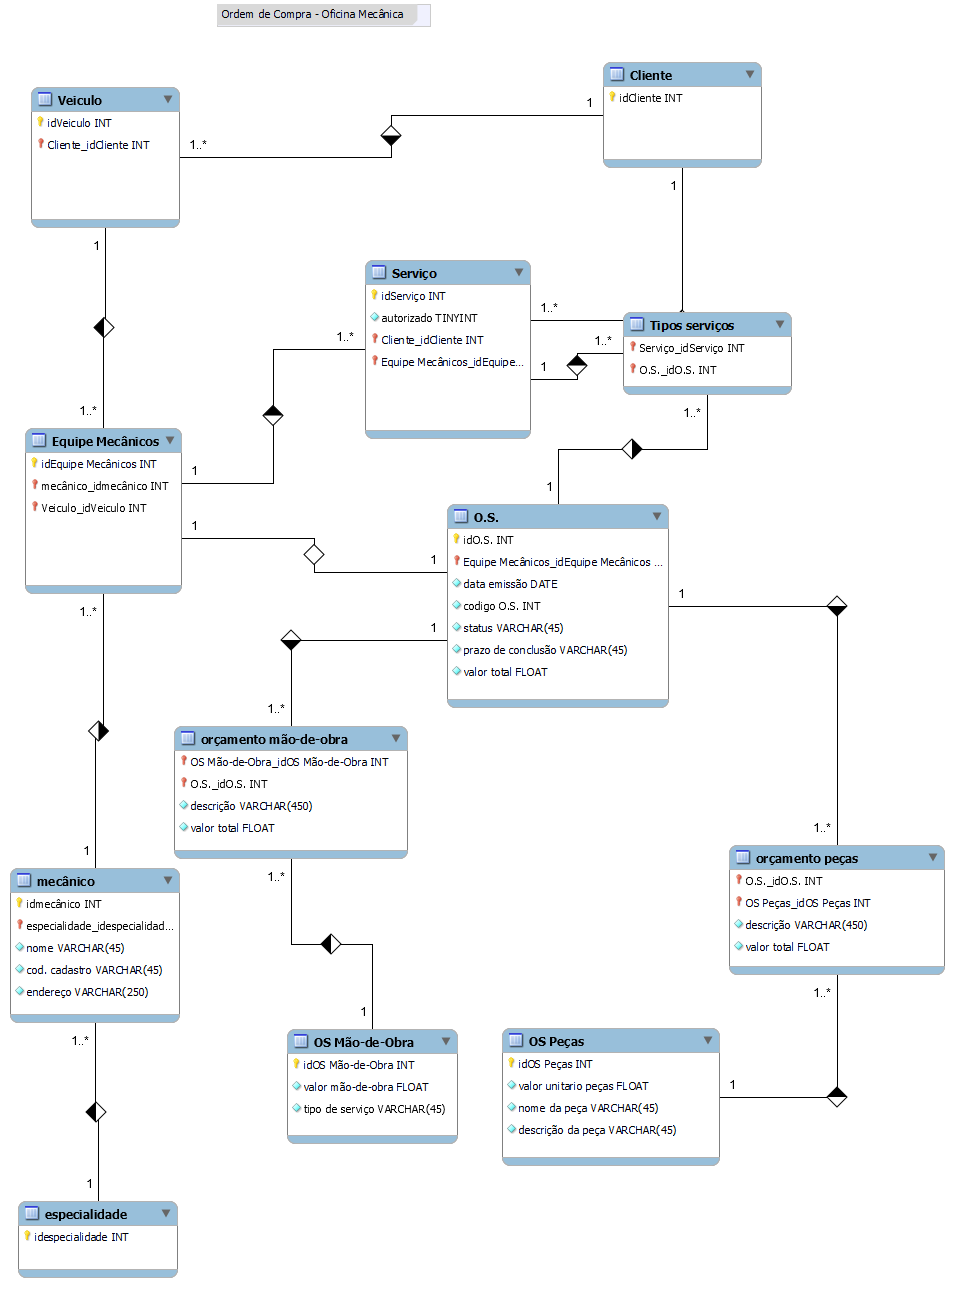 Ordem de Compra - Oficina Mecânica
Cliente
idCliente INT
Veiculo
idVeiculo INT
Cliente_idCliente INT
1
1..*
1
1
Serviço
idServiço INT
autorizado TINYINT
Cliente_idCliente INT
Equipe Mecânicos_idEquipe...
1..*
1..*
1
1..*
Tipos serviços
Serviço_idServiço INT
O.S._idO.S. INT
1..*
1..*
Equipe Mecânicos
idEquipe Mecânicos INT
mecânico_idmecânico INT
Veiculo_idVeiculo INT
1
1
1..*
1
1
O.S.
idO.S. INT
Equipe Mecânicos_idEquipe Mecânicos ...
data emissão DATE
codigo O.S. INT
status VARCHAR(45)
prazo de conclusão VARCHAR(45)
valor total FLOAT
1
1
1..*
orçamento mão-de-obra
OS Mão-de-Obra_idOS Mão-de-Obra INT
O.S._idO.S. INT
descrição VARCHAR(450)
valor total FLOAT
1..*
1..*
orçamento peças
O.S._idO.S. INT
OS Peças_idOS Peças INT
descrição VARCHAR(450)
valor total FLOAT
1..*
1
mecânico
idmecânico INT
especialidade_idespecialidad...
nome VARCHAR(45)
cod. cadastro VARCHAR(45)
endereço VARCHAR(250)
1..*
1
OS Mão-de-Obra
idOS Mão-de-Obra INT
valor mão-de-obra FLOAT
tipo de serviço VARCHAR(45)
OS Peças
idOS Peças INT
valor unitario peças FLOAT
nome da peça VARCHAR(45)
descrição da peça VARCHAR(45)
1
1
especialidade
idespecialidade INT